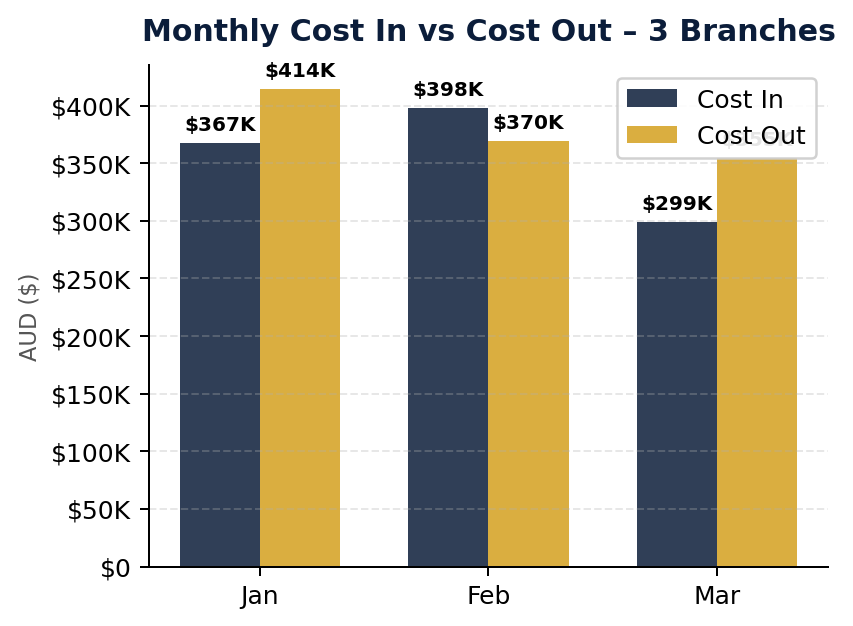 Monthly Cost In vs Cost Out – 3 Branches
$414K
$398K
$367K
$370K
$299K
Cost In
Cost Out
$400K
$350K
$300K
$250K
$200K
$150K
$100K
$50K
$0
AUD ($)
Jan
Feb
Mar